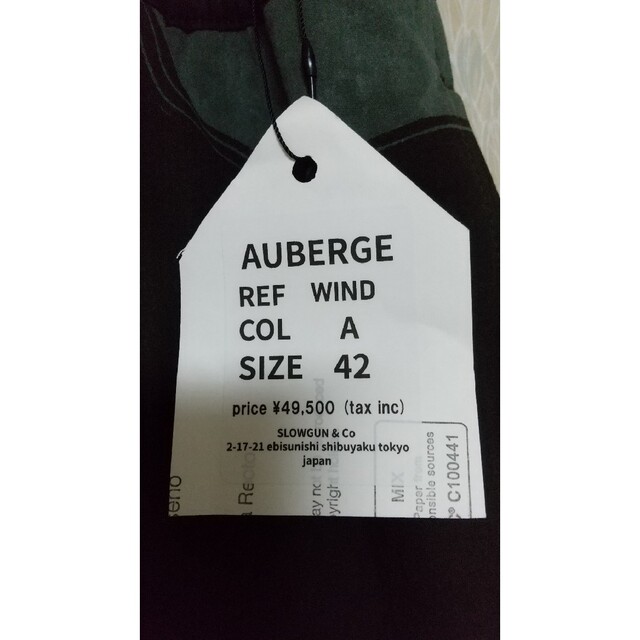 AUBERGE
REF WIND
COL A
SIZE 42
price ¥49,500 (tax inc)
SLOWGUN & Co
2-17-21 ebisunishi shibuyaku tokyo
japan
MIX
Paper
C100441